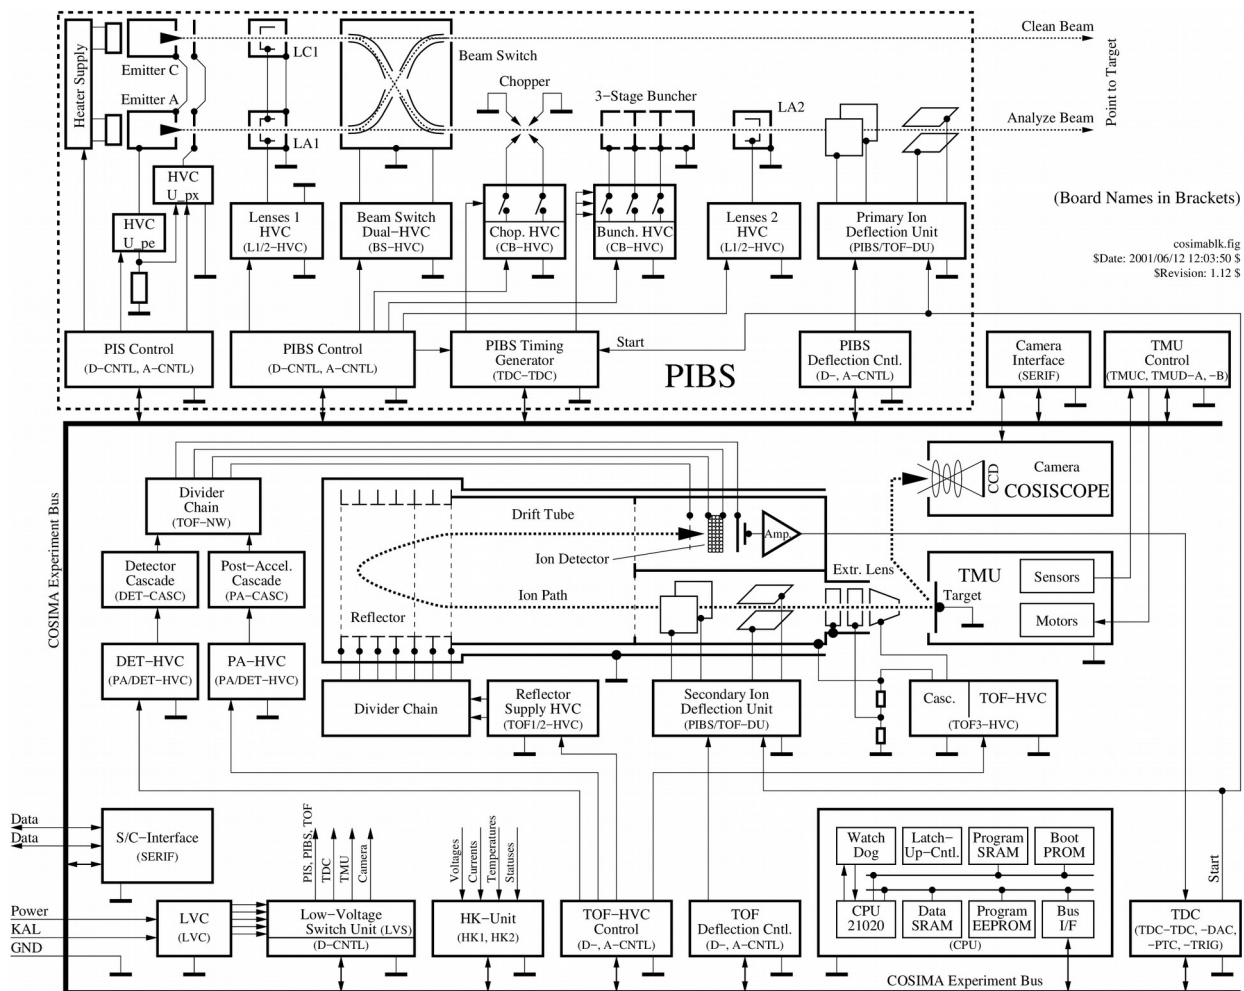 Clean Beam
Heater Supply
Emitter C
LC1
Beam Switch
Chopper
3-Stage Buncher
LA2
Point to Target
Emitter A
LA1
Analyze Beam
HVC
U_px
HVC
U_pe
Lenses 1
HVC
(L1/2-HVC)
Beam Switch
Dual-HVC
(BS-HVC)
Chop. HVC
(CB-HVC)
Bunch. HVC
(CB-HVC)
Lenses 2
HVC
(L1/2-HVC)
Primary Ion
Deflection Unit
(PIBS/TOF-DU)
(Board Names in Brackets)
cosimablk.fig
$Date: 2001/06/12 12:03:50 $
$Revision: 1.12 $
PIS Control
(D-CNTL, A-CNTL)
PIBS Control
(D-CNTL, A-CNTL)
PIBS Timing
Generator
(TDC-TDC)
Start
PIBS
PIBS
Deflection Cntl.
(D-, A-CNTL)
Camera
Interface
(SERIF)
TMU
Control
(TMUC, TMUD-A, -B)
COSIMA Experiment Bus
Divider
Chain
(TOF-NW)
Detector
Cascade
(DET-CASC)
Post-Accel.
Cascade
(PA-CASC)
DET-HVC
(PA/DET-HVC)
PA-HVC
(PA/DET-HVC)
Drift Tube
Ion Detector
Amp.
Ion Path
Reflector
Extr. Lens
CCD
Camera
COSISCOPE
TMU
Target
Sensors
Motors
Divider Chain
Reflector
Supply HVC
(TOF1/2-HVC)
Secondary Ion
Deflection Unit
(PIBS/TOF-DU)
Casc.
TOF-HVC
(TOF3-HVC)
Data
Data
S/C-Interface
(SERIF)
PIS, PIBS, TOF
TDC
TMU
Camera
Voltages
Currents
Temperatures
Statuses
Power
KAL
GND
LVC
(LVC)
Low-Voltage
Switch Unit (LVS)
(D-CNTL)
HK-Unit
(HK1, HK2)
TOF-HVC
Control
(D-, A-CNTL)
TOF
Deflection Cntl.
(D-, A-CNTL)
Watch
Dog
Latch-
Up-Cntl.
Program
SRAM
Boot
PROM
CPU
21020
Data
SRAM
Program
EEPROM
Bus
I/F
(CPU)
Start
TDC
(TDC-TDC, -DAC,
-PTC, -TRIG)
COSIMA Experiment Bus